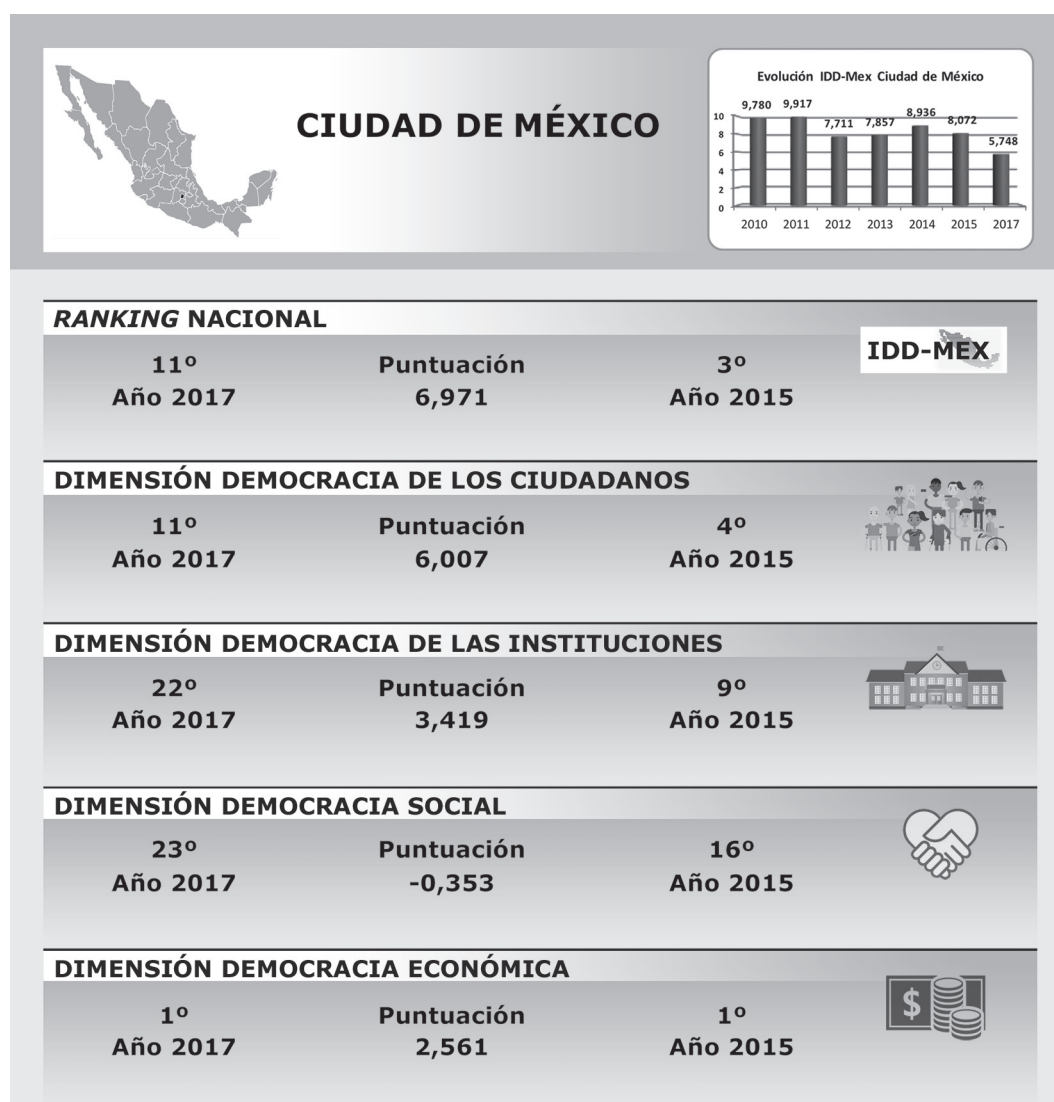 CIUDAD DE MÉXICO
Evolución IDD-Mex Ciudad de México
9,780 9,917 7,711 7,857 8,936 8,072 5,748
10
8
6
4
2
0
2010 2011 2012 2013 2014 2015 2017
RANKING NACIONAL
IDD-MEX
11º Puntuación 3º
Año 2017 6,971 Año 2015
DIMENSIÓN DEMOCRACIA DE LOS CIUDADANOS
11º Puntuación 4º
Año 2017 6,007 Año 2015
DIMENSIÓN DEMOCRACIA DE LAS INSTITUCIONES
22º Puntuación 9º
Año 2017 3,419 Año 2015
DIMENSIÓN DEMOCRACIA SOCIAL
23º Puntuación 16º
Año 2017 -0,353 Año 2015
DIMENSIÓN DEMOCRACIA ECONÓMICA
$
1º Puntuación 1º
Año 2017 2,561 Año 2015